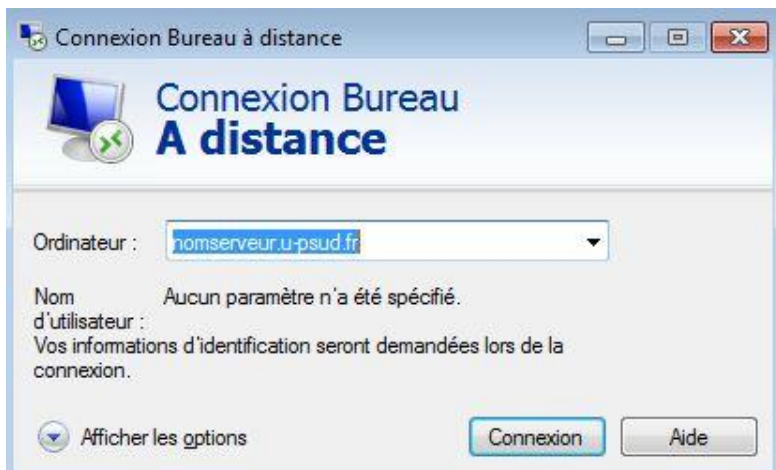 Connexion Bureau à distance
Connexion Bureau
A distance
Ordinateur :
nomserveur.u-psud.fr
Nom
d'utilisateur :
Aucun paramètre n'a été spécifié.
Vos informations d'identification seront demandées lors de la
connexion.
Afficher les options
Connexion
Aide